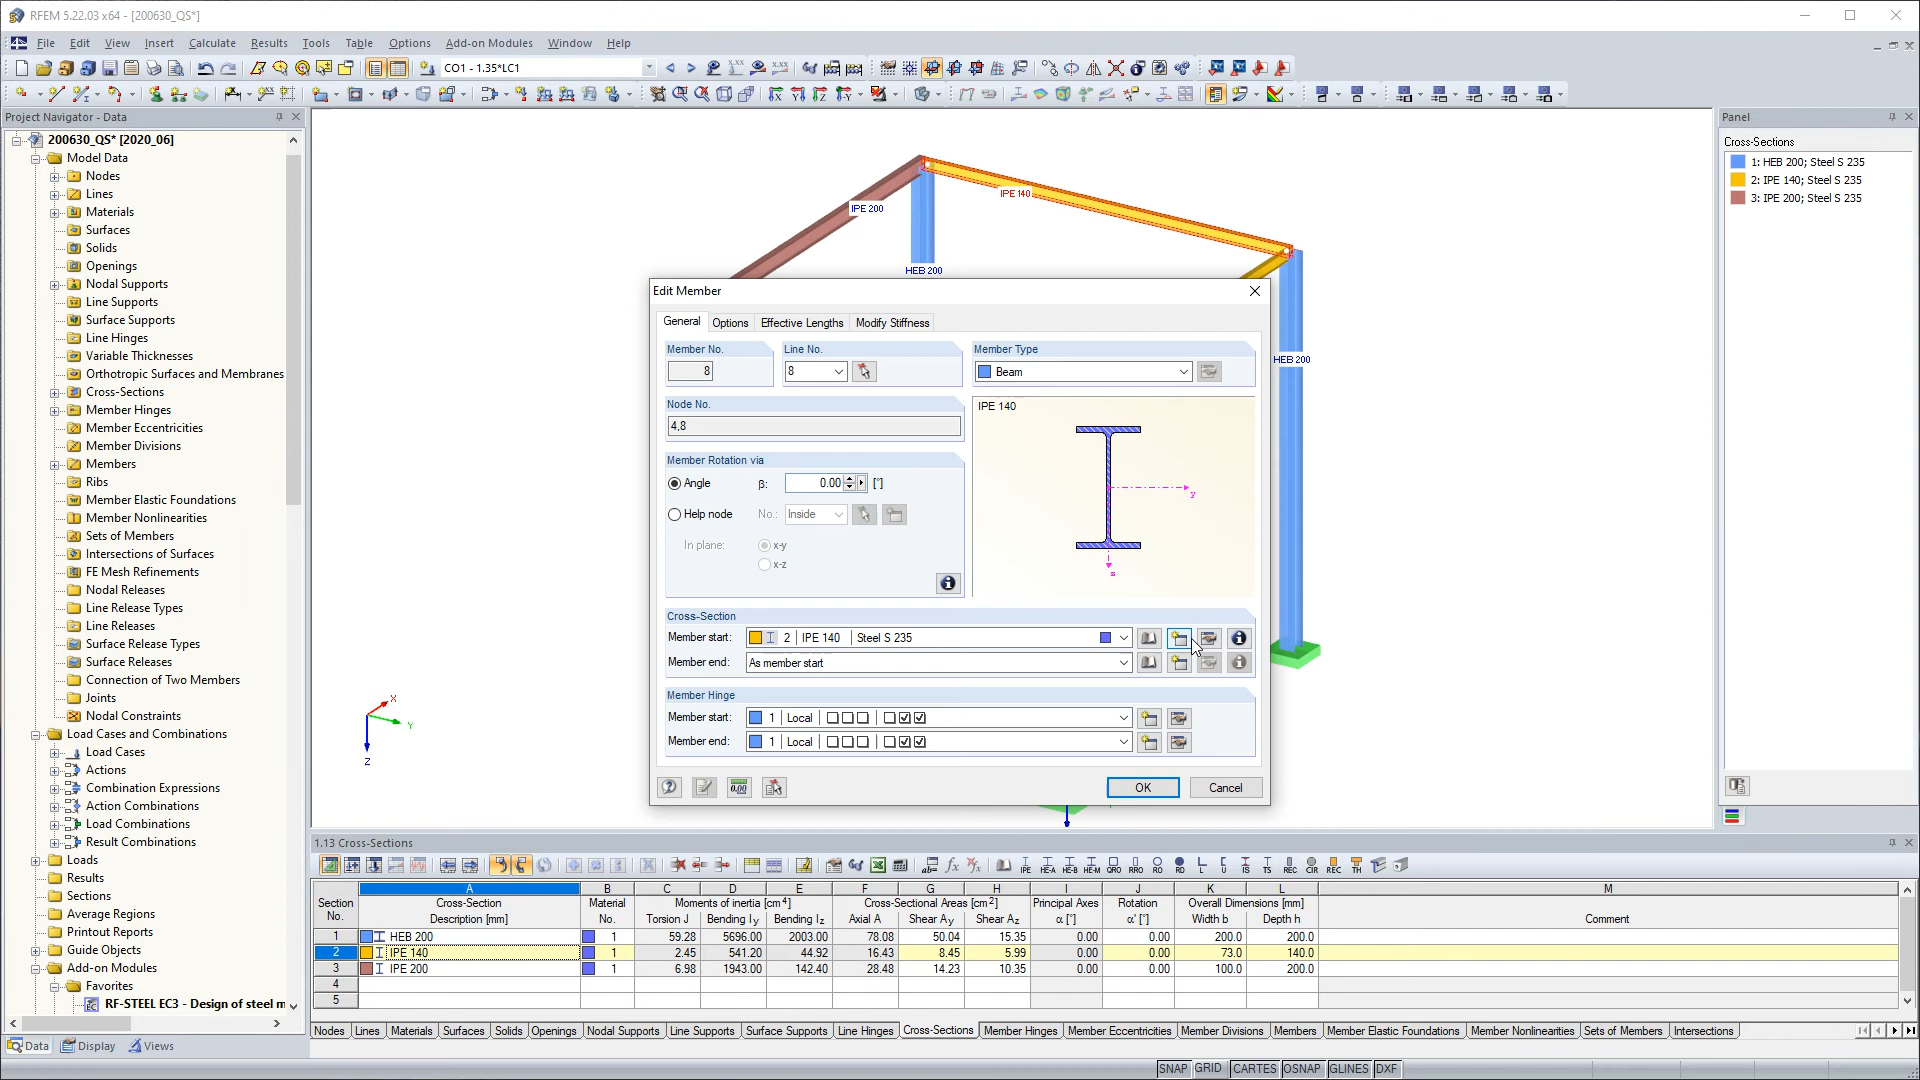 RFEM 5.22.03 x64 - [200630_QS*]
File Edit View Insert Calculate Results Tools Table Options Add-on Modules Window Help
CO1 - 1.35*LC1
Project Navigator - Data
200630_QS* [2020_06]
Model Data
Nodes
Lines
Materials
Surfaces
Solids
Openings
Nodal Supports
Line Supports
Surface Supports
Line Hinges
Variable Thicknesses
Orthotropic Surfaces and Membranes
Cross-Sections
Member Hinges
Member Eccentricities
Member Divisions
Members
Ribs
Member Elastic Foundations
Member Nonlinearities
Sets of Members
Intersections of Surfaces
FE Mesh Refinements
Nodal Releases
Line Release Types
Line Releases
Surface Release Types
Surface Releases
Connection of Two Members
Joints
Nodal Constraints
Load Cases and Combinations
Load Cases
Actions
Combination Expressions
Action Combinations
Load Combinations
Result Combinations
Loads
Results
Sections
Average Regions
Printout Reports
Guide Objects
Add-on Modules
Favorites
RF-STEEL EC3 - Design of steel m
Data Display Views
IPE 200
IPE 140
HEB 200
HEB 200
X
Y
Z
Panel
Cross-Sections
1: HEB 200; Steel S 235
2: IPE 140; Steel S 235
3: IPE 200; Steel S 235
Edit Member
General Options Effective Lengths Modify Stiffness
Member No. Line No. Member Type
8 8 Beam
Node No.
4,8
IPE 140
y
z
Member Rotation via
Angle β: 0.00 [°]
Help node No.: Inside
In plane: x-y
x-z
Cross-Section
Member start: 2 IPE 140 Steel S 235
Member end: As member start
Member Hinge
Member start: 1 Local
Member end: 1 Local
OK Cancel
1.13 Cross-Sections
IPE HE-A HE-B HE-M QRO RRO RO RD L U IS TS REC CIR REC TH
A B C D E F G H I J K L M
Section Cross-Section Material Moments of inertia [cm4] Cross-Sectional Areas [cm2] Principal Axes Rotation Overall Dimensions [mm]
No. Description [mm] No. Torsion J Bending Iy Bending Iz Axial A Shear Ay Shear Az α [°] α' [°] Width b Depth h Comment
1 HEB 200 1 59.28 5696.00 2003.00 78.08 50.04 15.35 0.00 0.00 200.0 200.0
2 IPE 140 1 2.45 541.20 44.92 16.43 8.45 5.99 0.00 0.00 73.0 140.0
3 IPE 200 1 6.98 1943.00 142.40 28.48 14.23 10.35 0.00 0.00 100.0 200.0
4
5
Nodes Lines Materials Surfaces Solids Openings Nodal Supports Line Supports Surface Supports Line Hinges Cross-Sections Member Hinges Member Eccentricities Member Divisions Members Member Elastic Foundations Member Nonlinearities Sets of Members Intersections
SNAP GRID CARTES OSNAP GLINES DXF